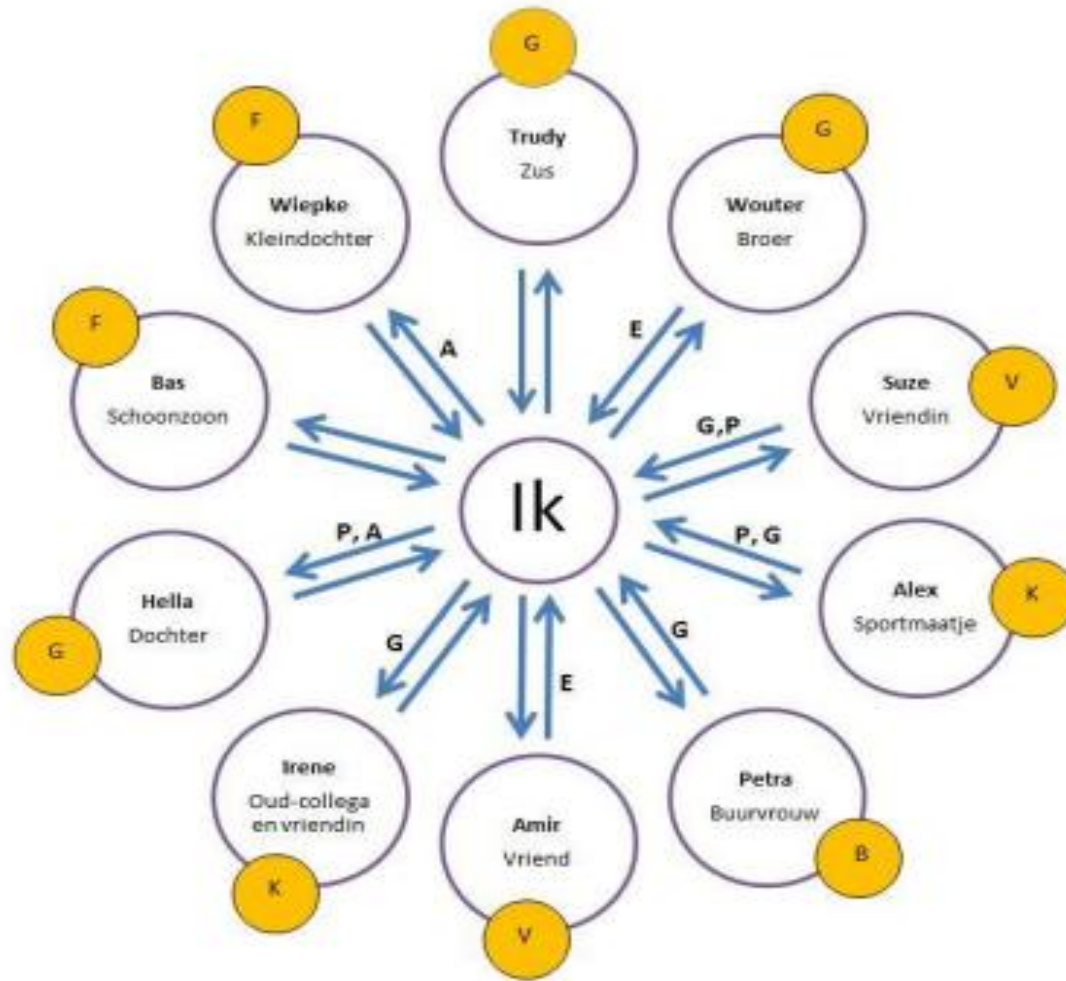 G
Trudy
Zus
G
Wouter
Broer
V
Suze
Vriendin
K
Alex
Sportmaatje
B
Petra
Buurvrouw
V
Amir
Vriend
K
Irene
Oud-collega
en vriendin
G
Hella
Dochter
F
Bas
Schoonzoon
F
Wiepke
Kleindochter
Ik
E
G,P
P, G
G
E
G
P, A
A